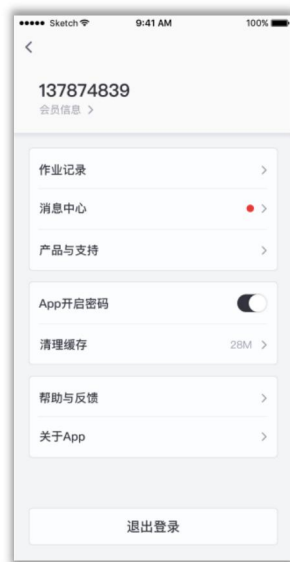 Sketch 9:41 AM 100%
137874839
会员信息
作业记录
消息中心
产品与支持
App开启密码
清理缓存 28M
帮助与反馈
关于App
退出登录